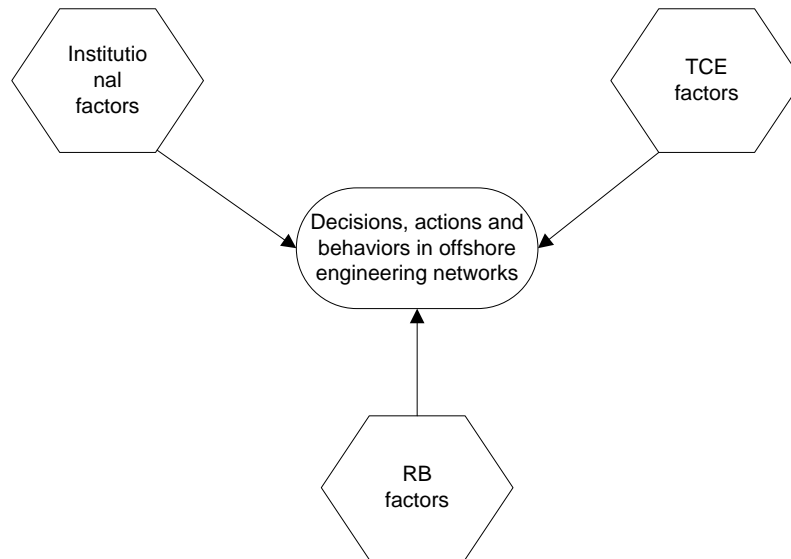 Institutio
nal
factors
TCE
factors
Decisions, actions and
behaviors in offshore
engineering networks
RB
factors